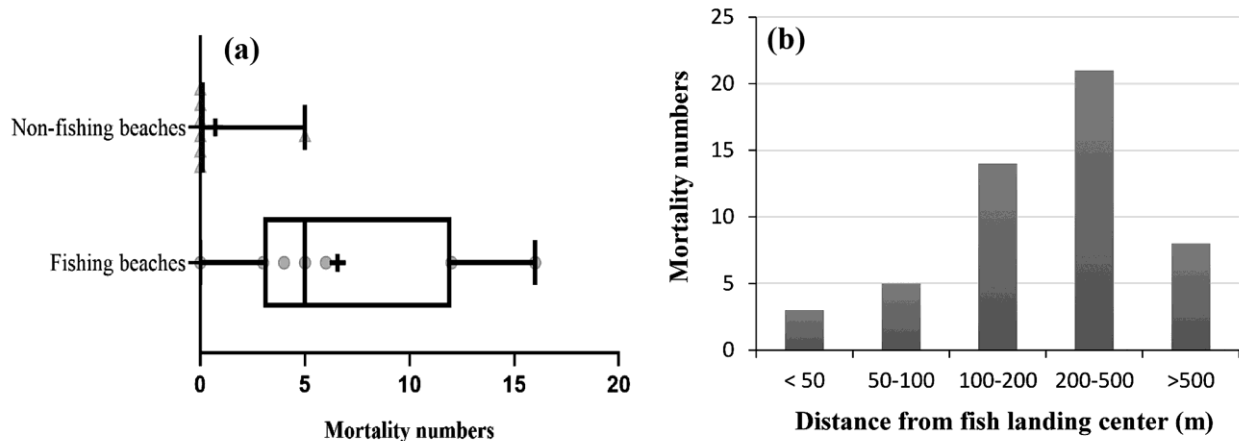 (a)
Non-fishing beaches
Fishing beaches
0 5 10 15 20
Mortality numbers
(b)
Mortality numbers
25
20
15
10
5
0
< 50 50-100 100-200 200-500 >500
Distance from fish landing center (m)